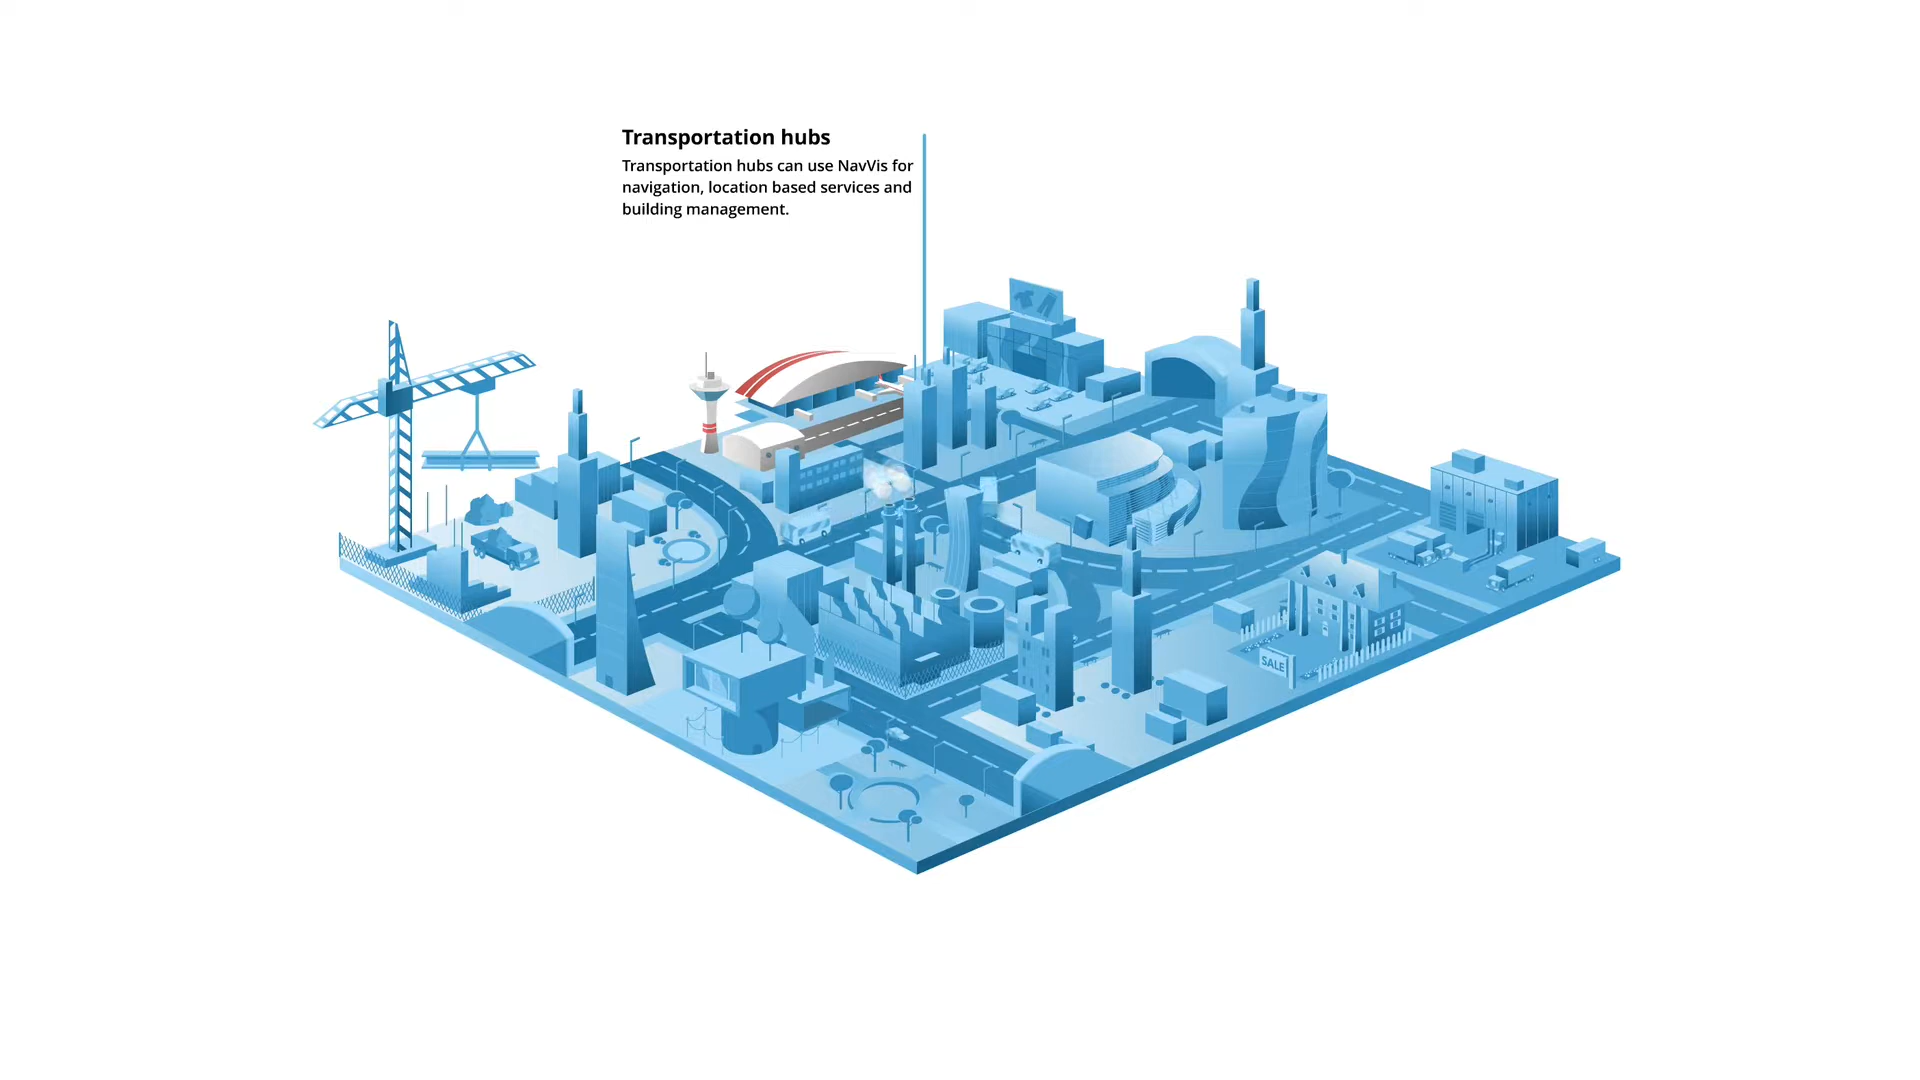 Transportation hubs
Transportation hubs can use NavVis for
navigation, location based services and
building management.
SALE